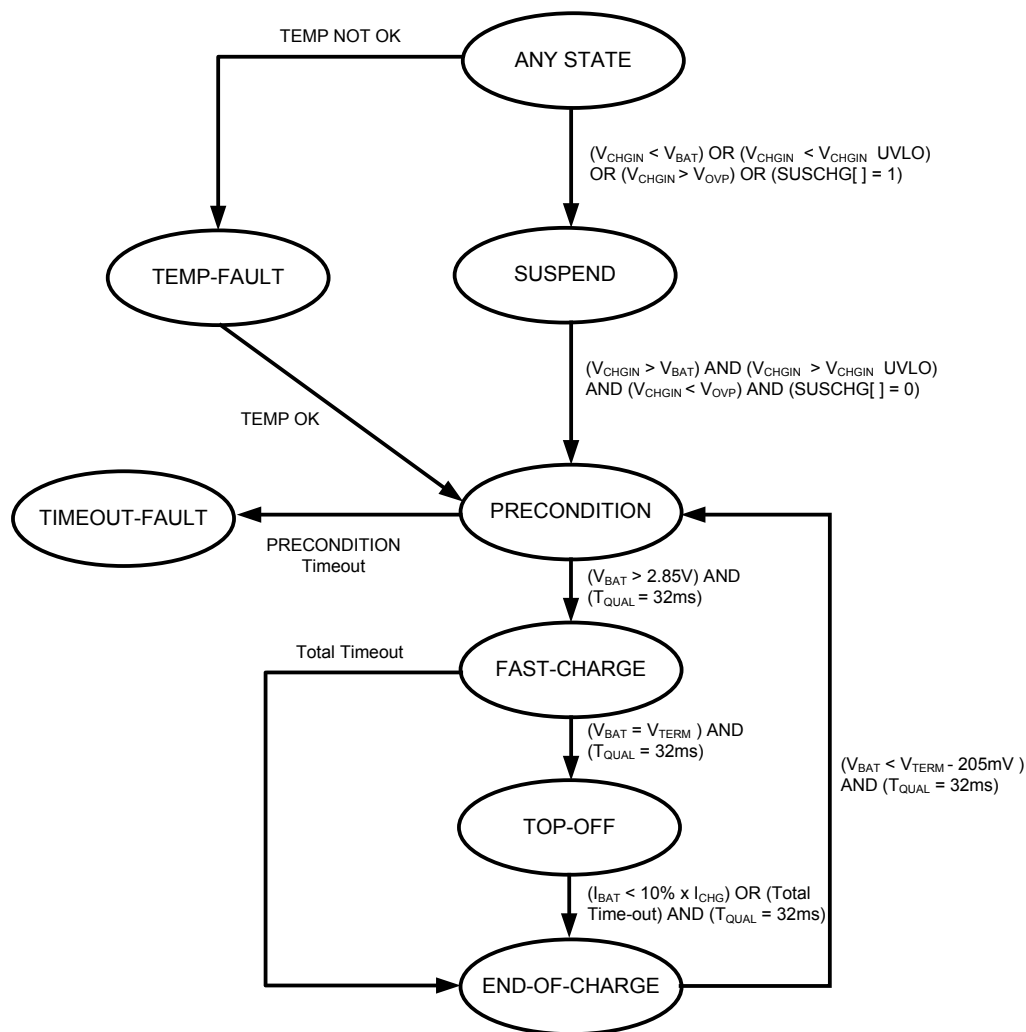 TEMP NOT OK
ANY STATE
(VCHGIN < VBAT) OR (VCHGIN < VCHGIN UVLO)
OR (VCHGIN > VOVP) OR (SUSCHG[ ] = 1)
TEMP-FAULT
SUSPEND
(VCHGIN > VBAT) AND (VCHGIN > VCHGIN UVLO)
AND (VCHGIN < VOVP) AND (SUSCHG[ ] = 0)
TEMP OK
TIMEOUT-FAULT
PRECONDITION
PRECONDITION
Timeout
(VBAT > 2.85V) AND
(TQUAL = 32ms)
Total Timeout
FAST-CHARGE
(VBAT = VTERM ) AND
(TQUAL = 32ms)
(VBAT < VTERM - 205mV )
AND (TQUAL = 32ms)
TOP-OFF
(IBAT < 10% x ICHG) OR (Total
Time-out) AND (TQUAL = 32ms)
END-OF-CHARGE